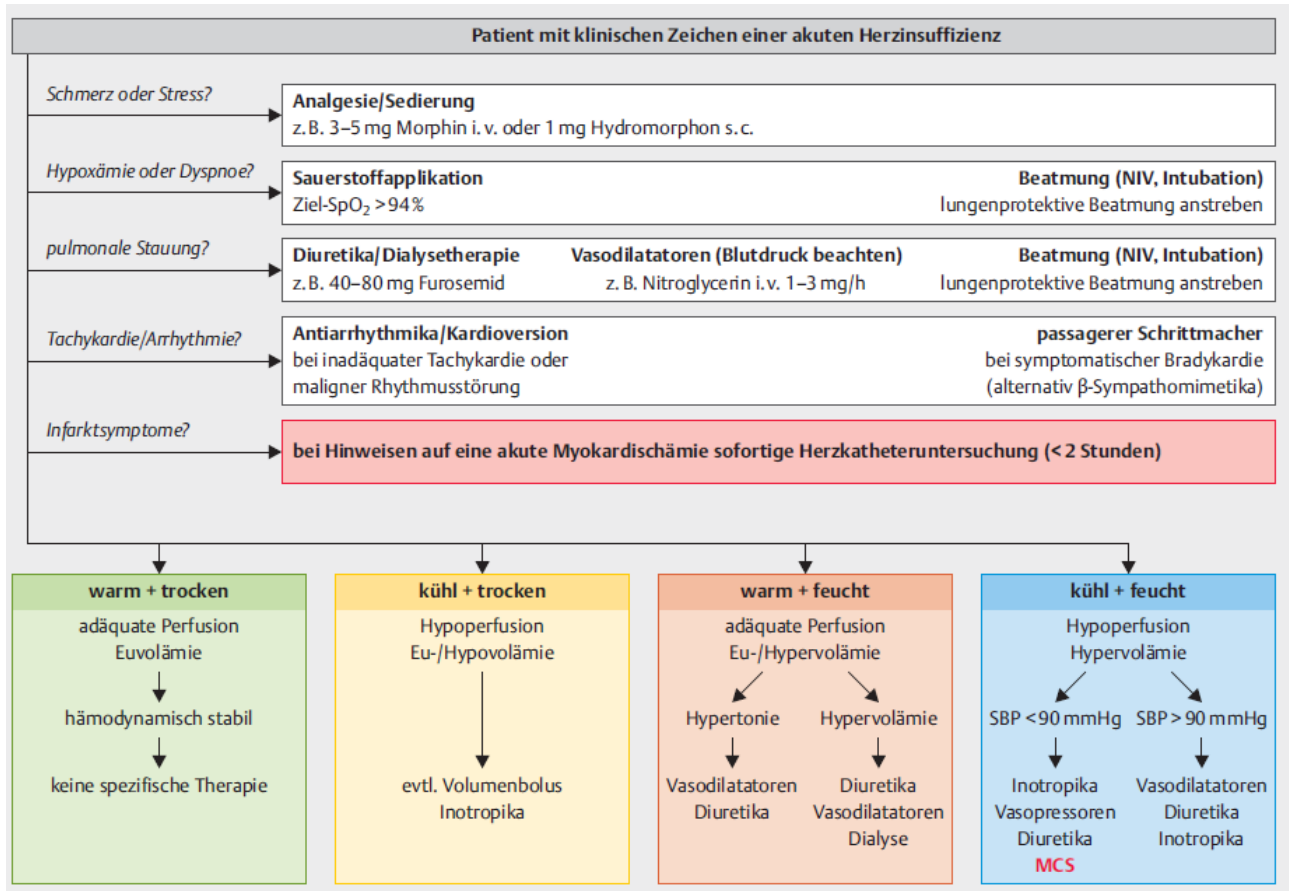 Patient mit klinischen Zeichen einer akuten Herzinsuffizienz
Schmerz oder Stress?
Analgesie/Sedierung
z. B. 3–5 mg Morphin i. v. oder 1 mg Hydromorphon s. c.
Hypoxämie oder Dyspnoe?
Sauerstoffapplikation
Ziel-SpO₂ > 94 %
Beatmung (NIV, Intubation)
lungenprotektive Beatmung anstreben
pulmonale Stauung?
Diuretika/Dialysetherapie
z. B. 40–80 mg Furosemid
Vasodilatatoren (Blutdruck beachten)
z. B. Nitroglycerin i. v. 1–3 mg/h
Beatmung (NIV, Intubation)
lungenprotektive Beatmung anstreben
Tachykardie/Arrhythmie?
Antiarrhythmika/Kardioversion
bei inadäquater Tachykardie oder
maligner Rhythmusstörung
passagerer Schrittmacher
bei symptomatischer Bradykardie
(alternativ β-Sympathomimetika)
Infarktsymptome?
bei Hinweisen auf eine akute Myokardischämie sofortige Herzkatheteruntersuchung (< 2 Stunden)
warm + trocken
adäquate Perfusion
Euvolämie
hämodynamisch stabil
keine spezifische Therapie
kühl + trocken
Hypoperfusion
Eu-/Hypovolämie
evtl. Volumenbolus
Inotropika
warm + feucht
adäquate Perfusion
Eu-/Hypervolämie
Hypertonie
Vasodilatatoren
Diuretika
Hypervolämie
Diuretika
Vasodilatatoren
Dialyse
kühl + feucht
Hypoperfusion
Hypervolämie
SBP < 90 mmHg
Inotropika
Vasopressoren
Diuretika
MCS
SBP > 90 mmHg
Vasodilatatoren
Diuretika
Inotropika